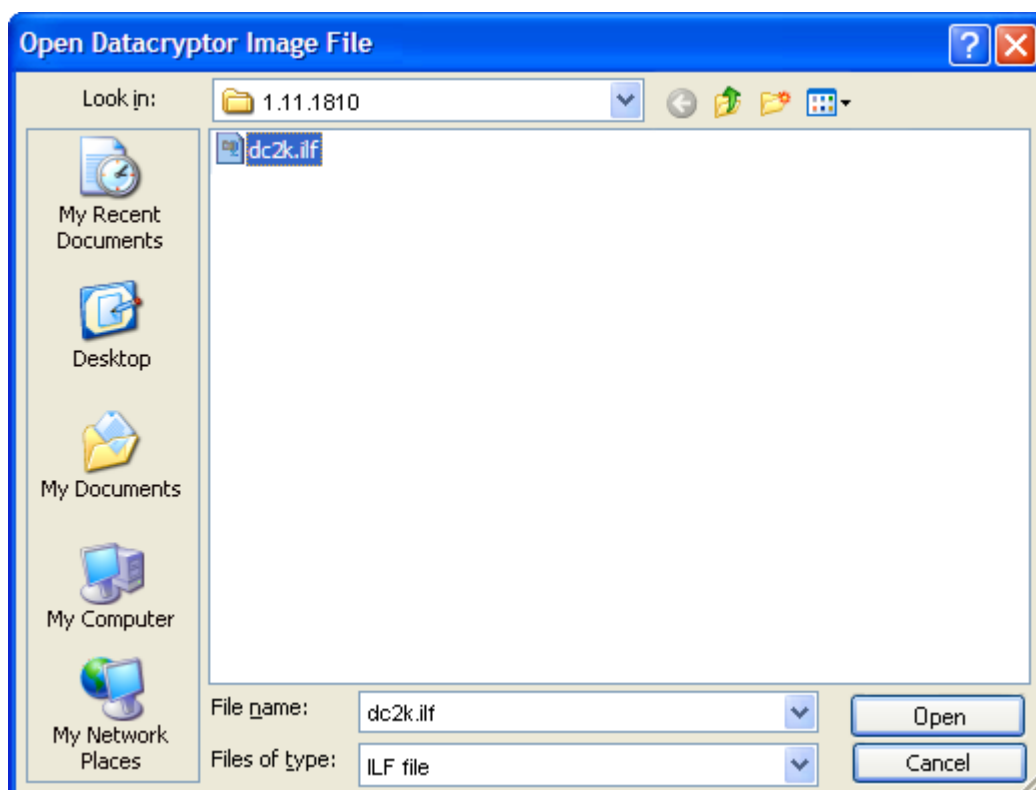 Open Datacryptor Image File
Look in:
1.11.1810
dc2k.ilf
My Recent
Documents
Desktop
My Documents
My Computer
My Network
Places
File name:
dc2k.ilf
Open
Files of type:
ILF file
Cancel